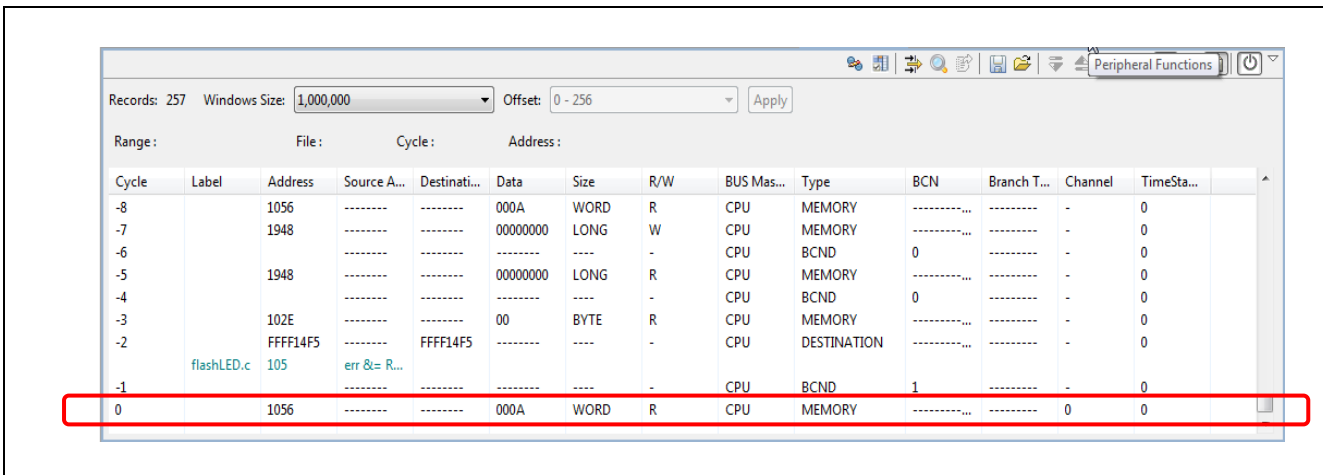 Peripheral Functions
Records: 257 Windows Size: 1,000,000 Offset: 0 - 256 Apply
Range : File : Cycle : Address :
Cycle Label Address Source A... Destinati... Data Size R/W BUS Mas... Type BCN Branch T... Channel TimeSta...
-8 1056 -------- -------- 000A WORD R CPU MEMORY ---------... --------- - 0
-7 1948 -------- -------- 00000000 LONG W CPU MEMORY ---------... --------- - 0
-6 -------- -------- -------- ---- - CPU BCND 0 --------- - 0
-5 1948 -------- -------- 00000000 LONG R CPU MEMORY ---------... --------- - 0
-4 -------- -------- -------- ---- - CPU BCND 0 --------- - 0
-3 102E -------- -------- 00 BYTE R CPU MEMORY ---------... --------- - 0
-2 FFFF14F5 -------- FFFF14F5 -------- ---- - CPU DESTINATION ---------... --------- - 0
flashLED.c 105 err &= R...
-1 -------- -------- -------- ---- - CPU BCND 1 --------- - 0
0 1056 -------- -------- 000A WORD R CPU MEMORY ---------... --------- 0 0